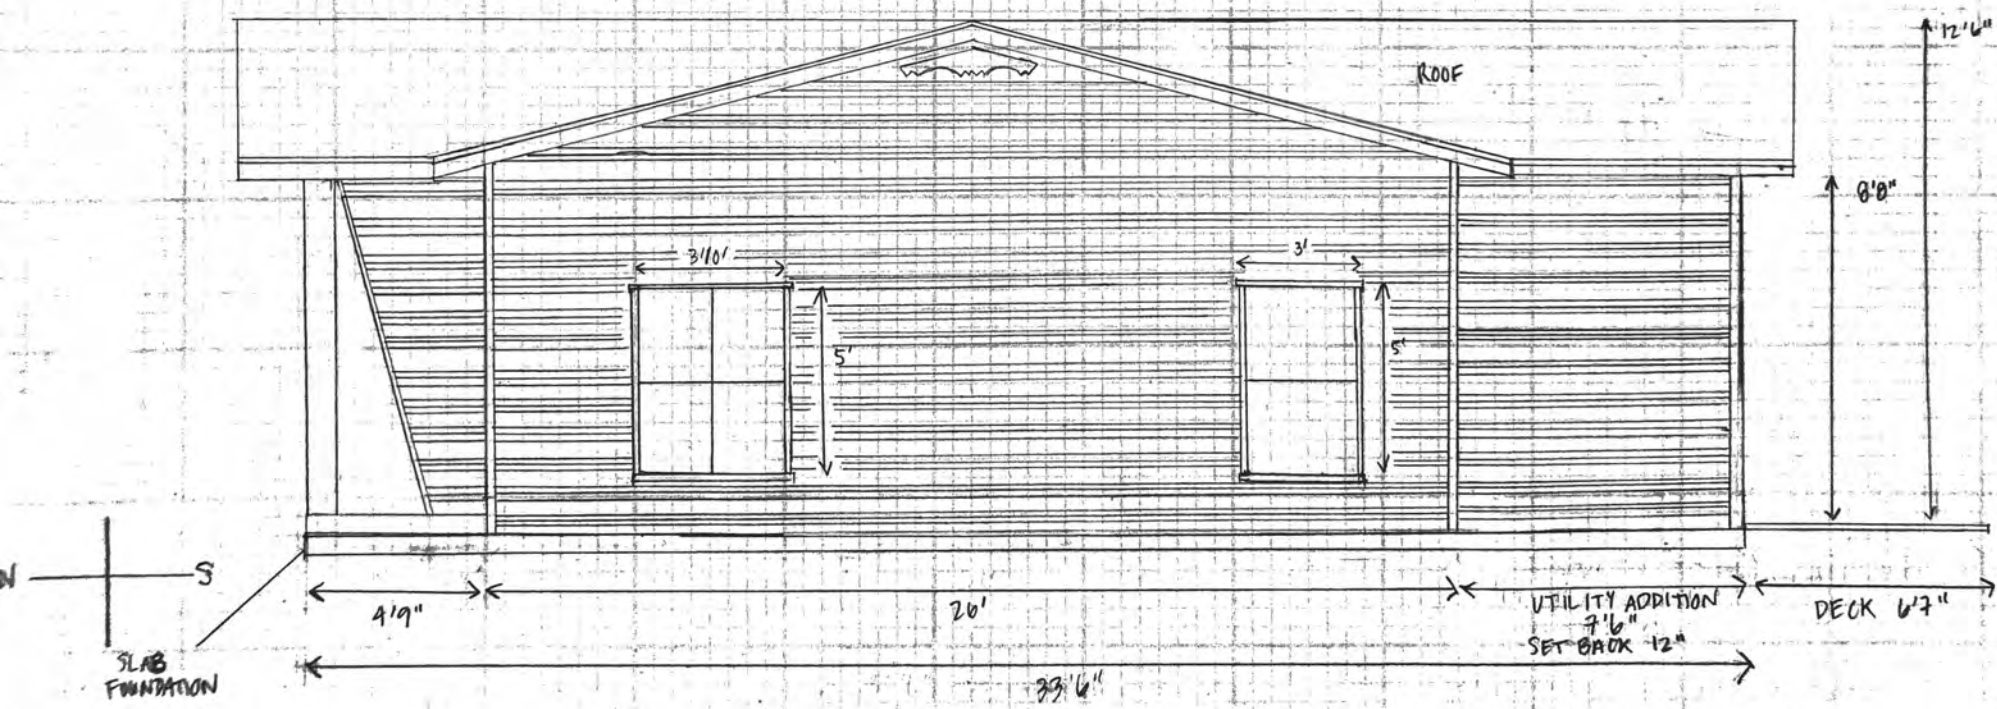 12'6"
ROOF
8'8"
3'10'
3'
5'
5'
N
S
4'9"
26'
UTILITY ADDITION
7'6"
SET BACK 12"
DECK 6'7"
SLAB
FOUNDATION
33'6"